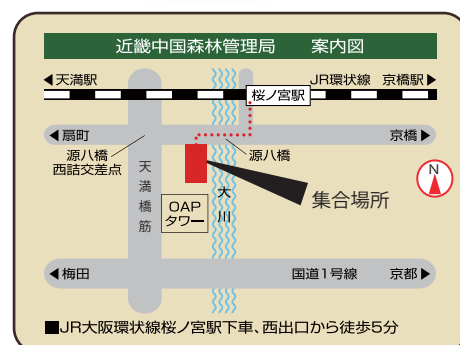 近畿中国森林管理局 案内図
◀天満駅
JR環状線 京橋駅▶
桜ノ宮駅
◀扇町
京橋▶
源八橋
西詰交差点
源八橋
天満橋筋
大川
OAP
タワー
集合場所
N
◀梅田
国道1号線 京都▶
■JR大阪環状線桜ノ宮駅下車、西出口から徒歩5分